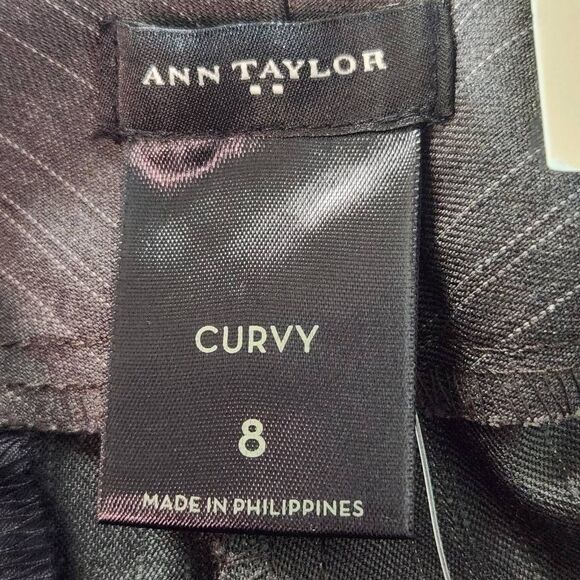 ANN TAYLOR
CURVY
8
MADE IN PHILIPPINES